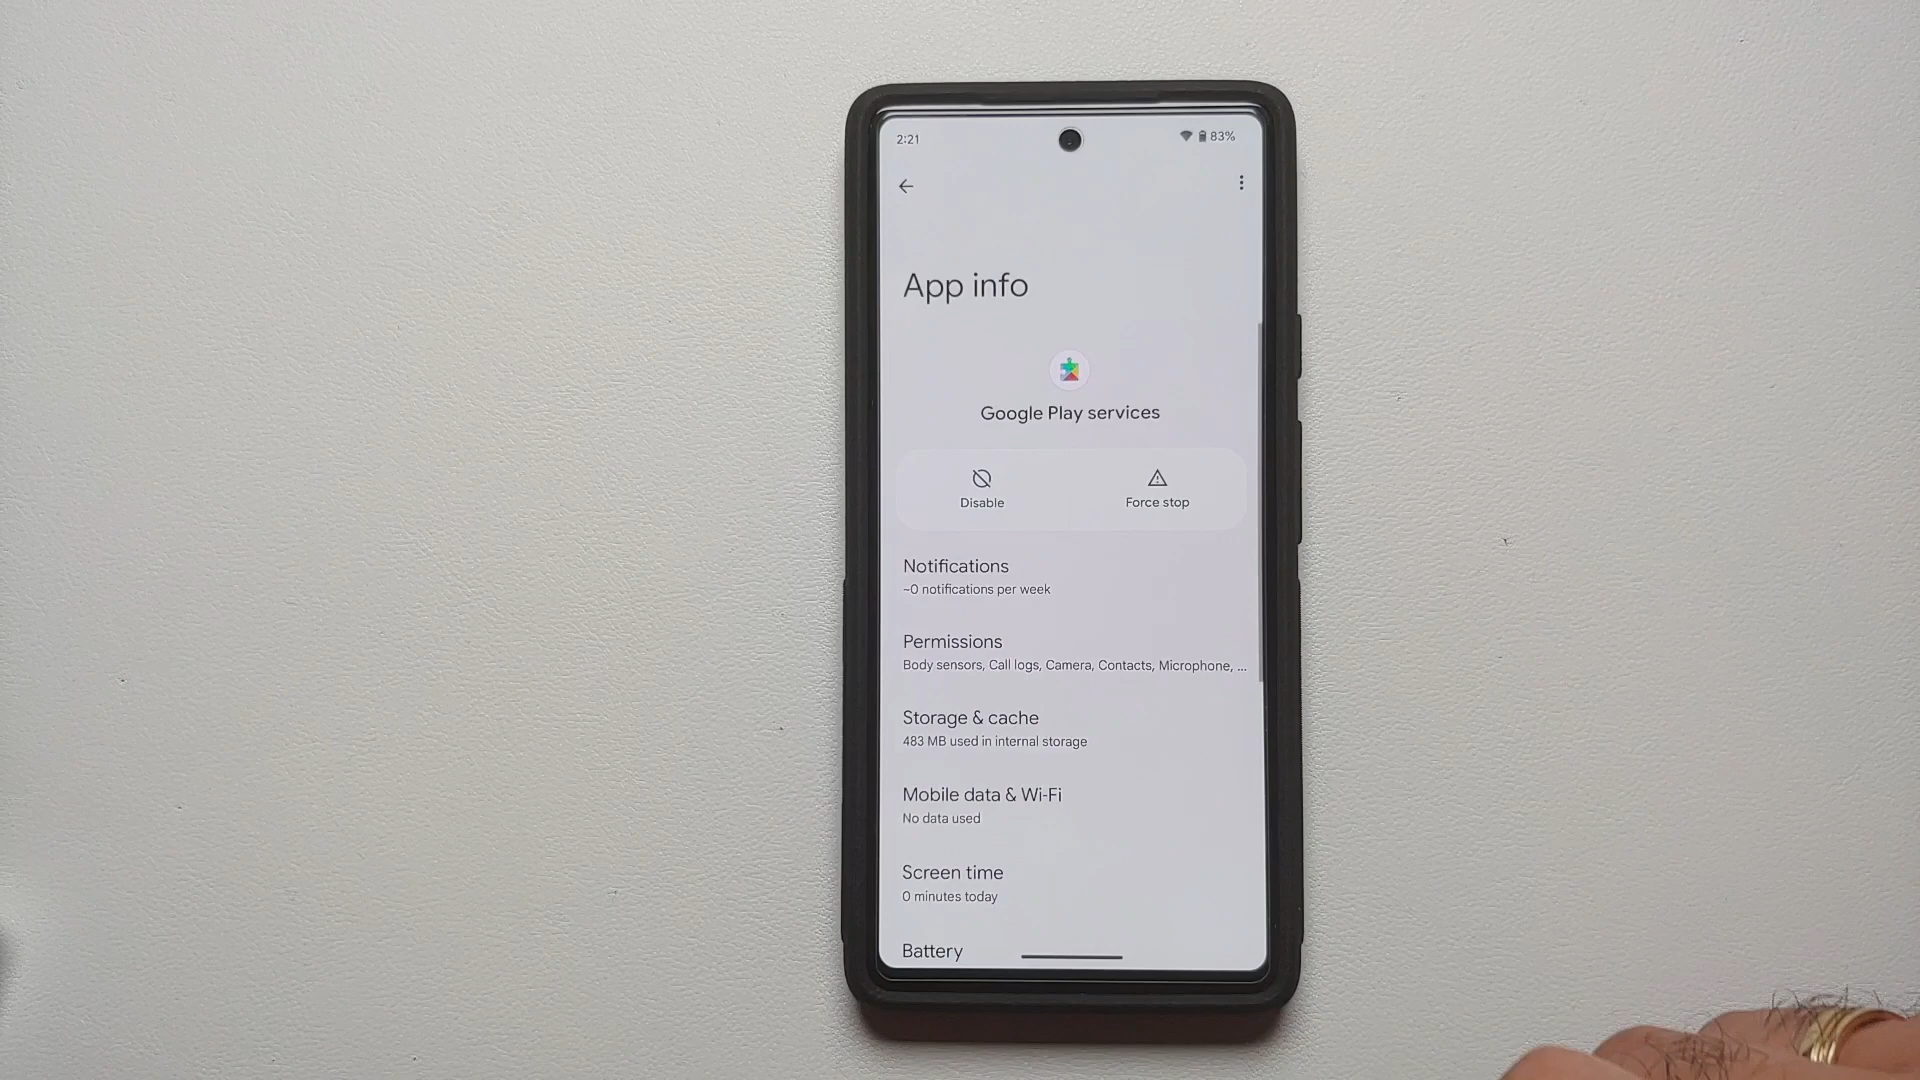 2:21
83%
App info
Google Play services
Disable
Force stop
Notifications
~0 notifications per week
Permissions
Body sensors, Call logs, Camera, Contacts, Microphone, ...
Storage & cache
483 MB used in internal storage
Mobile data & Wi-Fi
No data used
Screen time
0 minutes today
Battery